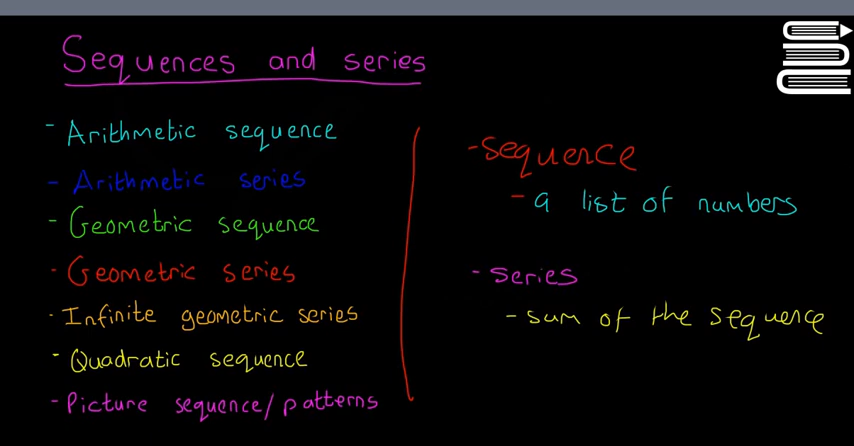 Sequences and series
- Arithmetic sequence
- Arithmetic series
- Geometric sequence
- Geometric series
- Infinite geometric series
- Quadratic sequence
- Picture sequence/patterns
- sequence
- a list of numbers
- series
- sum of the sequence